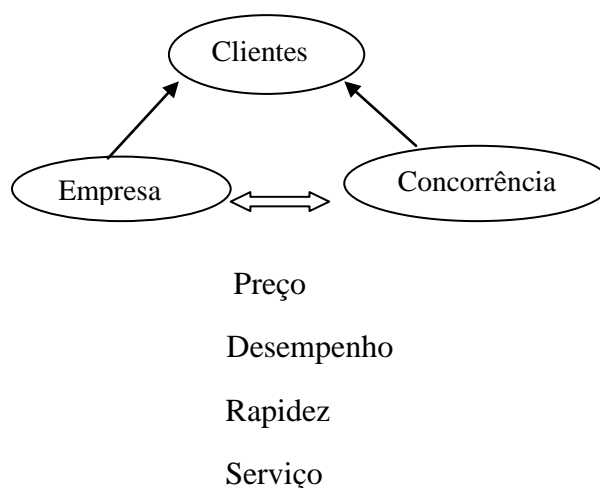 Clientes
Empresa
Concorrência
Preço
Desempenho
Rapidez
Serviço